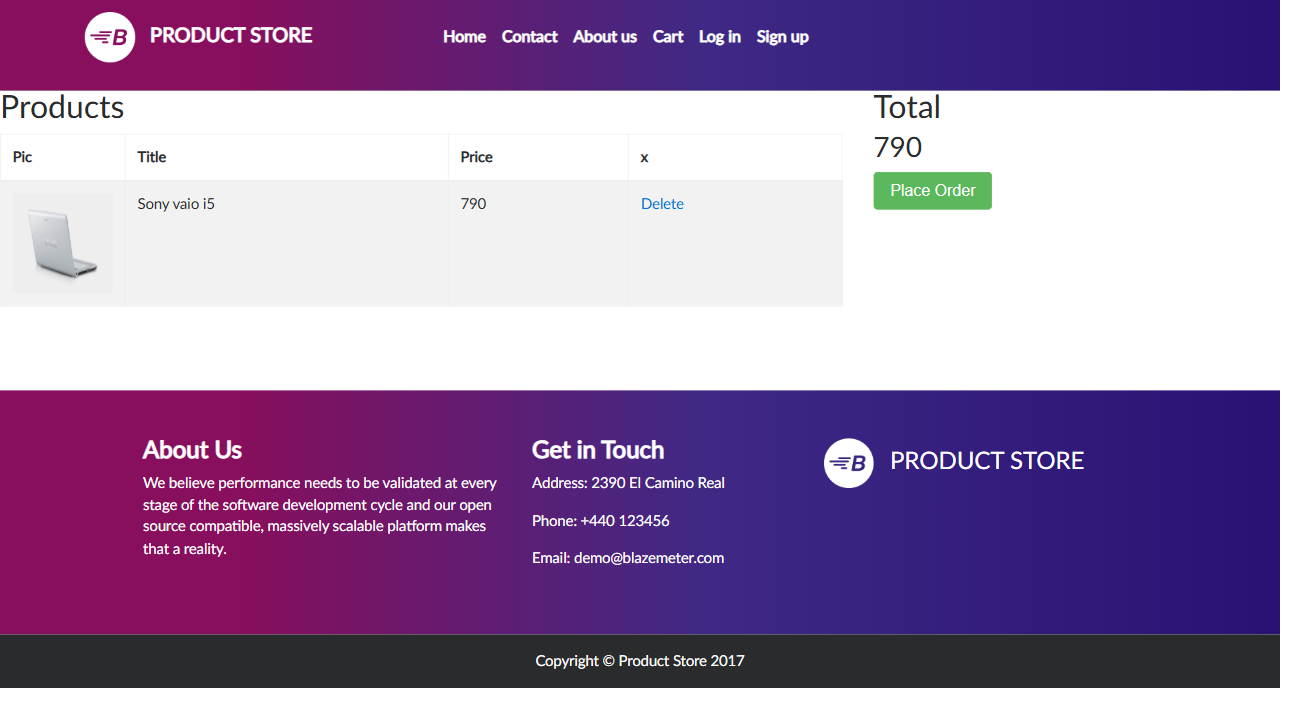 B PRODUCT STORE
Home Contact About us Cart Log in Sign up
Products
Pic Title Price x
Sony vaio i5 790 Delete
Total
790
Place Order
About Us
We believe performance needs to be validated at every
stage of the software development cycle and our open
source compatible, massively scalable platform makes
that a reality.
Get in Touch
Address: 2390 El Camino Real
Phone: +440 123456
Email: demo@blazemeter.com
B PRODUCT STORE
Copyright © Product Store 2017